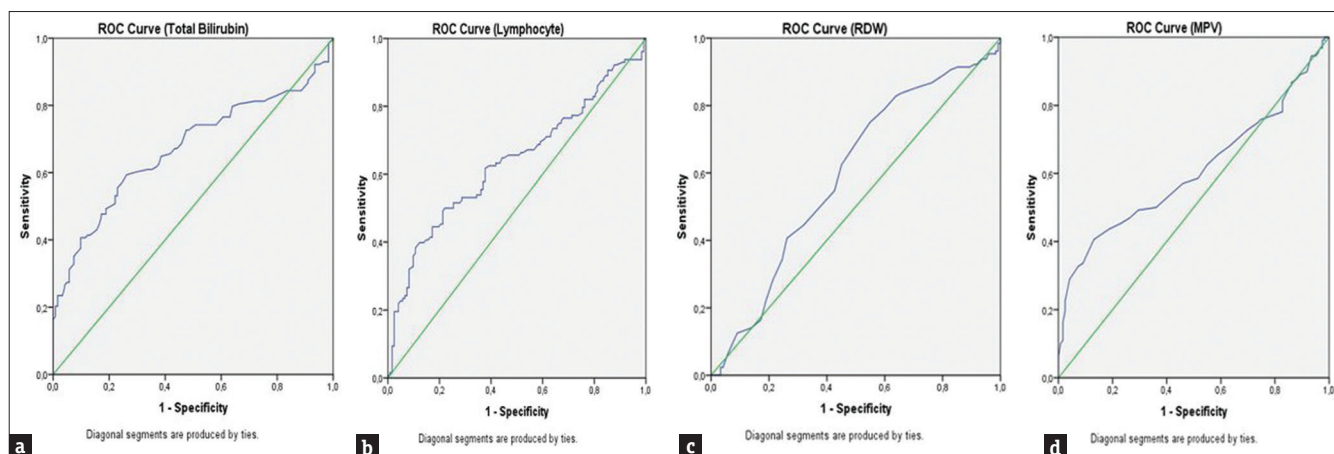 ROC Curve (Total Bilirubin)
1,0
0,8
0,6
0,4
0,2
0,0
Sensitivity
0,0 0,2 0,4 0,6 0,8 1,0
1 - Specificity
Diagonal segments are produced by ties.
a
ROC Curve (Lymphocyte)
1,0
0,8
0,6
0,4
0,2
0,0
Sensitivity
0,0 0,2 0,4 0,6 0,8 1,0
1 - Specificity
Diagonal segments are produced by ties.
b
ROC Curve (RDW)
1,0
0,8
0,6
0,4
0,2
0,0
Sensitivity
0,0 0,2 0,4 0,6 0,8 1,0
1 - Specificity
Diagonal segments are produced by ties.
c
ROC Curve (MPV)
1,0
0,8
0,6
0,4
0,2
0,0
Sensitivity
0,0 0,2 0,4 0,6 0,8 1,0
1 - Specificity
Diagonal segments are produced by ties.
d